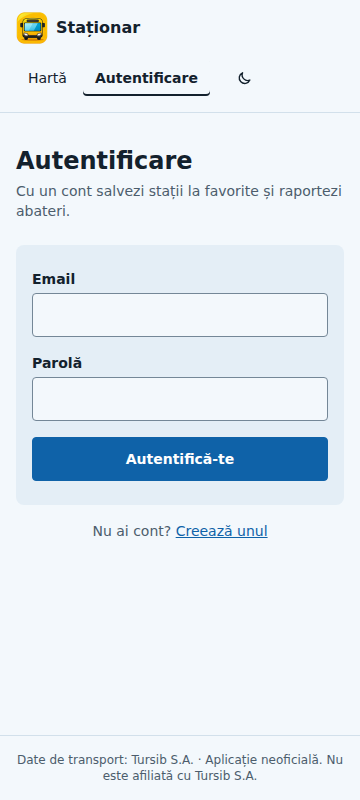 Staționar
Hartă
Autentificare
Autentificare
Cu un cont salvezi stații la favorite și raportezi
abateri.
Email
Parolă
Autentifică-te
Nu ai cont? Creează unul
Date de transport: Tursib S.A. · Aplicație neoficială. Nu
este afiliată cu Tursib S.A.